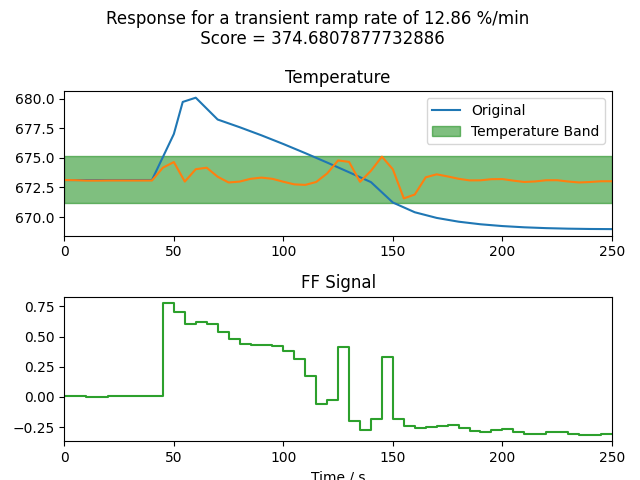 Response for a transient ramp rate of 12.86 %/min
Score = 374.6807877732886
Temperature
680.0
677.5
675.0
672.5
670.0
Original
Temperature Band
0 50 100 150 200 250
FF Signal
0.75
0.50
0.25
0.00
−0.25
0 50 100 150 200 250
Time / s